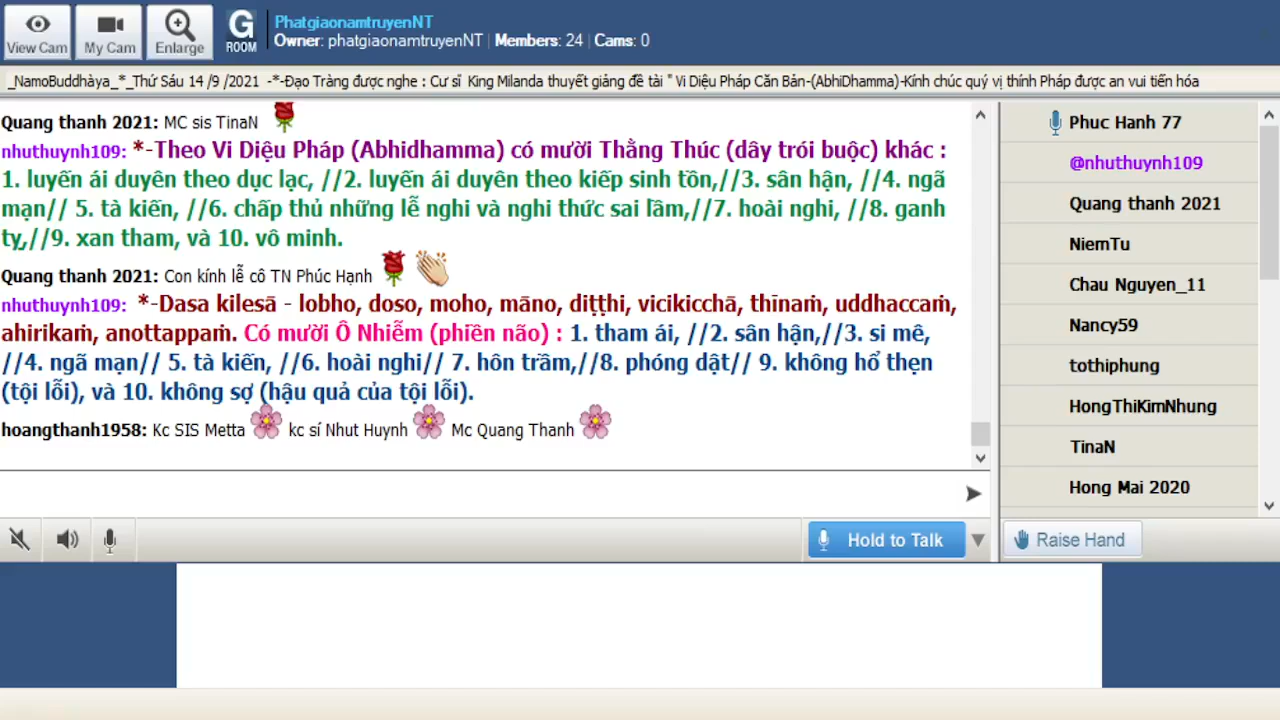 View Cam
My Cam
Enlarge
G
ROOM
PhatgiaonamtruyenNT
Owner: phatgiaonamtruyenNT | Members: 24 | Cams: 0
_NamoBuddhàya_*_Thứ Sáu 14 /9 /2021 -*-Đạo Tràng được nghe : Cư sĩ King Milanda thuyết giảng đề tài " Vi Diệu Pháp Căn Bản-(AbhiDhamma)-Kính chúc quý vị thính Pháp được an vui tiến hóa
Quang thanh 2021: MC sis TinaN
nhuthuynh109: *-Theo Vi Diệu Pháp (Abhidhamma) có mười Thằng Thúc (dây trói buộc) khác :
1. luyến ái duyên theo dục lạc, //2. luyến ái duyên theo kiếp sinh tồn,//3. sân hận, //4. ngã
mạn// 5. tà kiến, //6. chấp thủ những lễ nghi và nghi thức sai lầm,//7. hoài nghi, //8. ganh
tỵ,//9. xan tham, và 10. vô minh.
Quang thanh 2021: Con kính lễ cô TN Phúc Hạnh
nhuthuynh109: *-Dasa kilesā - lobho, doso, moho, māno, diṭṭhi, vicikicchā, thīnaṁ, uddhaccaṁ,
ahirikaṁ, anottappaṁ. Có mười Ô Nhiễm (phiền não) : 1. tham ái, //2. sân hận,//3. si mê,
//4. ngã mạn// 5. tà kiến, //6. hoài nghi// 7. hôn trầm,//8. phóng dật// 9. không hổ thẹn
(tội lỗi), và 10. không sợ (hậu quả của tội lỗi).
hoangthanh1958: Kc SIS Metta kc sí Nhut Huynh Mc Quang Thanh
Phuc Hanh 77
@nhuthuynh109
Quang thanh 2021
NiemTu
Chau Nguyen_11
Nancy59
tothiphung
HongThiKimNhung
TinaN
Hong Mai 2020
Hold to Talk
Raise Hand